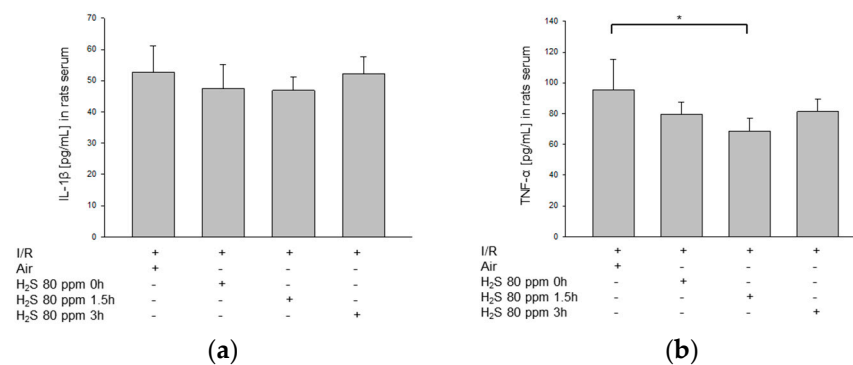 70
60
50
40
30
20
10
0
IL-1β [pg/mL] in rats serum
I/R + + + +
Air + - - -
H₂S 80 ppm 0h - + - -
H₂S 80 ppm 1.5h - - + -
H₂S 80 ppm 3h - - - +
(a)
*
140
120
100
80
60
40
20
0
TNF-α [pg/mL] in rats serum
I/R + + + +
Air + - - -
H₂S 80 ppm 0h - + - -
H₂S 80 ppm 1.5h - - + -
H₂S 80 ppm 3h - - - +
(b)